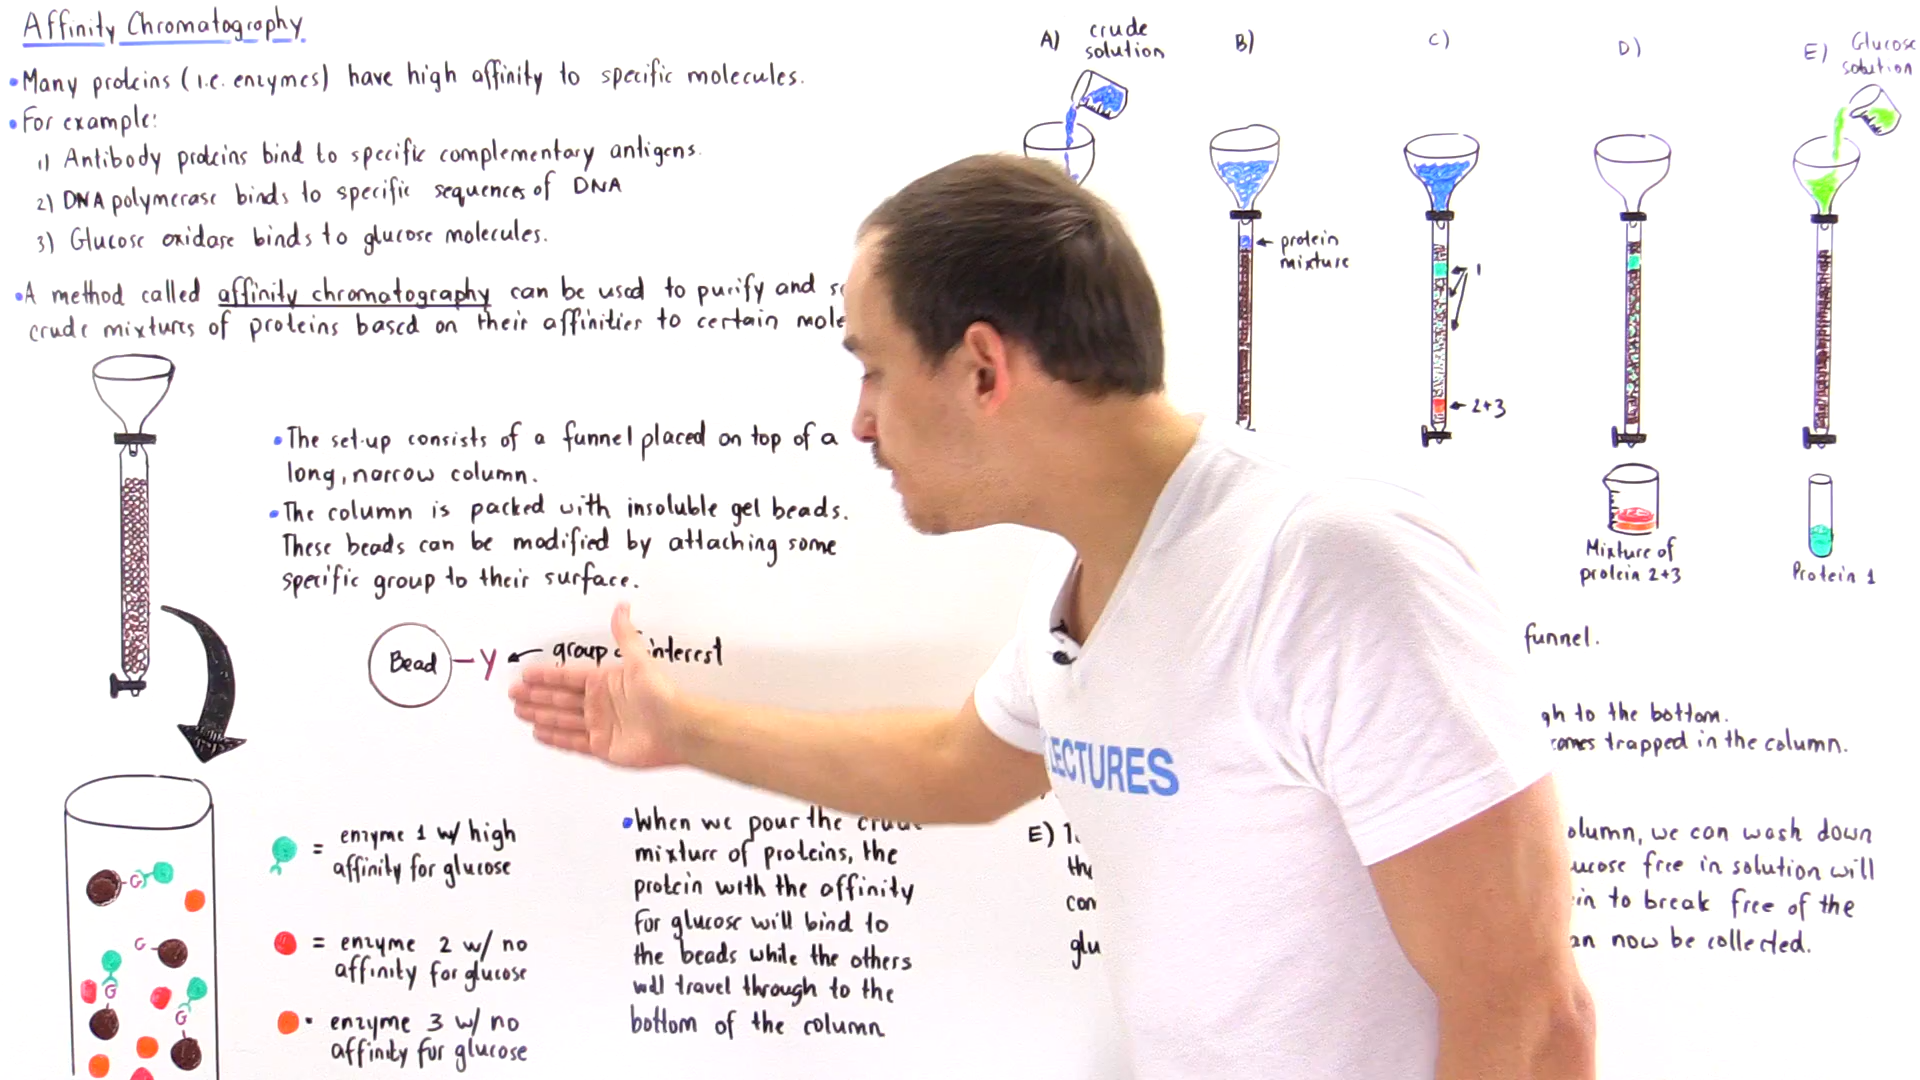 Affinity Chromatography
• Many proteins (i.e. enzymes) have high affinity to specific molecules.
• For example:
1) Antibody proteins bind to specific complementary antigens.
2) DNA polymerase binds to specific sequences of DNA
3) Glucose oxidase binds to glucose molecules.
• A method called affinity chromatography can be used to purify and
crude mixtures of proteins based on their affinities to certain
• The set-up consists of a funnel placed on top of a
long, narrow column.
• The column is packed with insoluble gel beads.
These beads can be modified by attaching some
specific group to their surface.
Bead - Y ← group interest
G
G
G
G
= enzyme 1 w/ high
affinity for glucose
= enzyme 2 w/ no
affinity for glucose
= enzyme 3 w/ no
affinity for glucose
• When we pour the crude
mixture of proteins, the
protein with the affinity
for glucose will bind to
the beads while the others
will travel through to the
bottom of the column
A) crude
solution
B)
protein
mixture
C)
1
2+3
D)
Mixture of
protein 2+3
E) Glucose
solution
Protein 1
funnel.
to the bottom.
trapped in the column.
E)
we can wash down
free in solution will
to break free of the
now be collected.
LECTURES